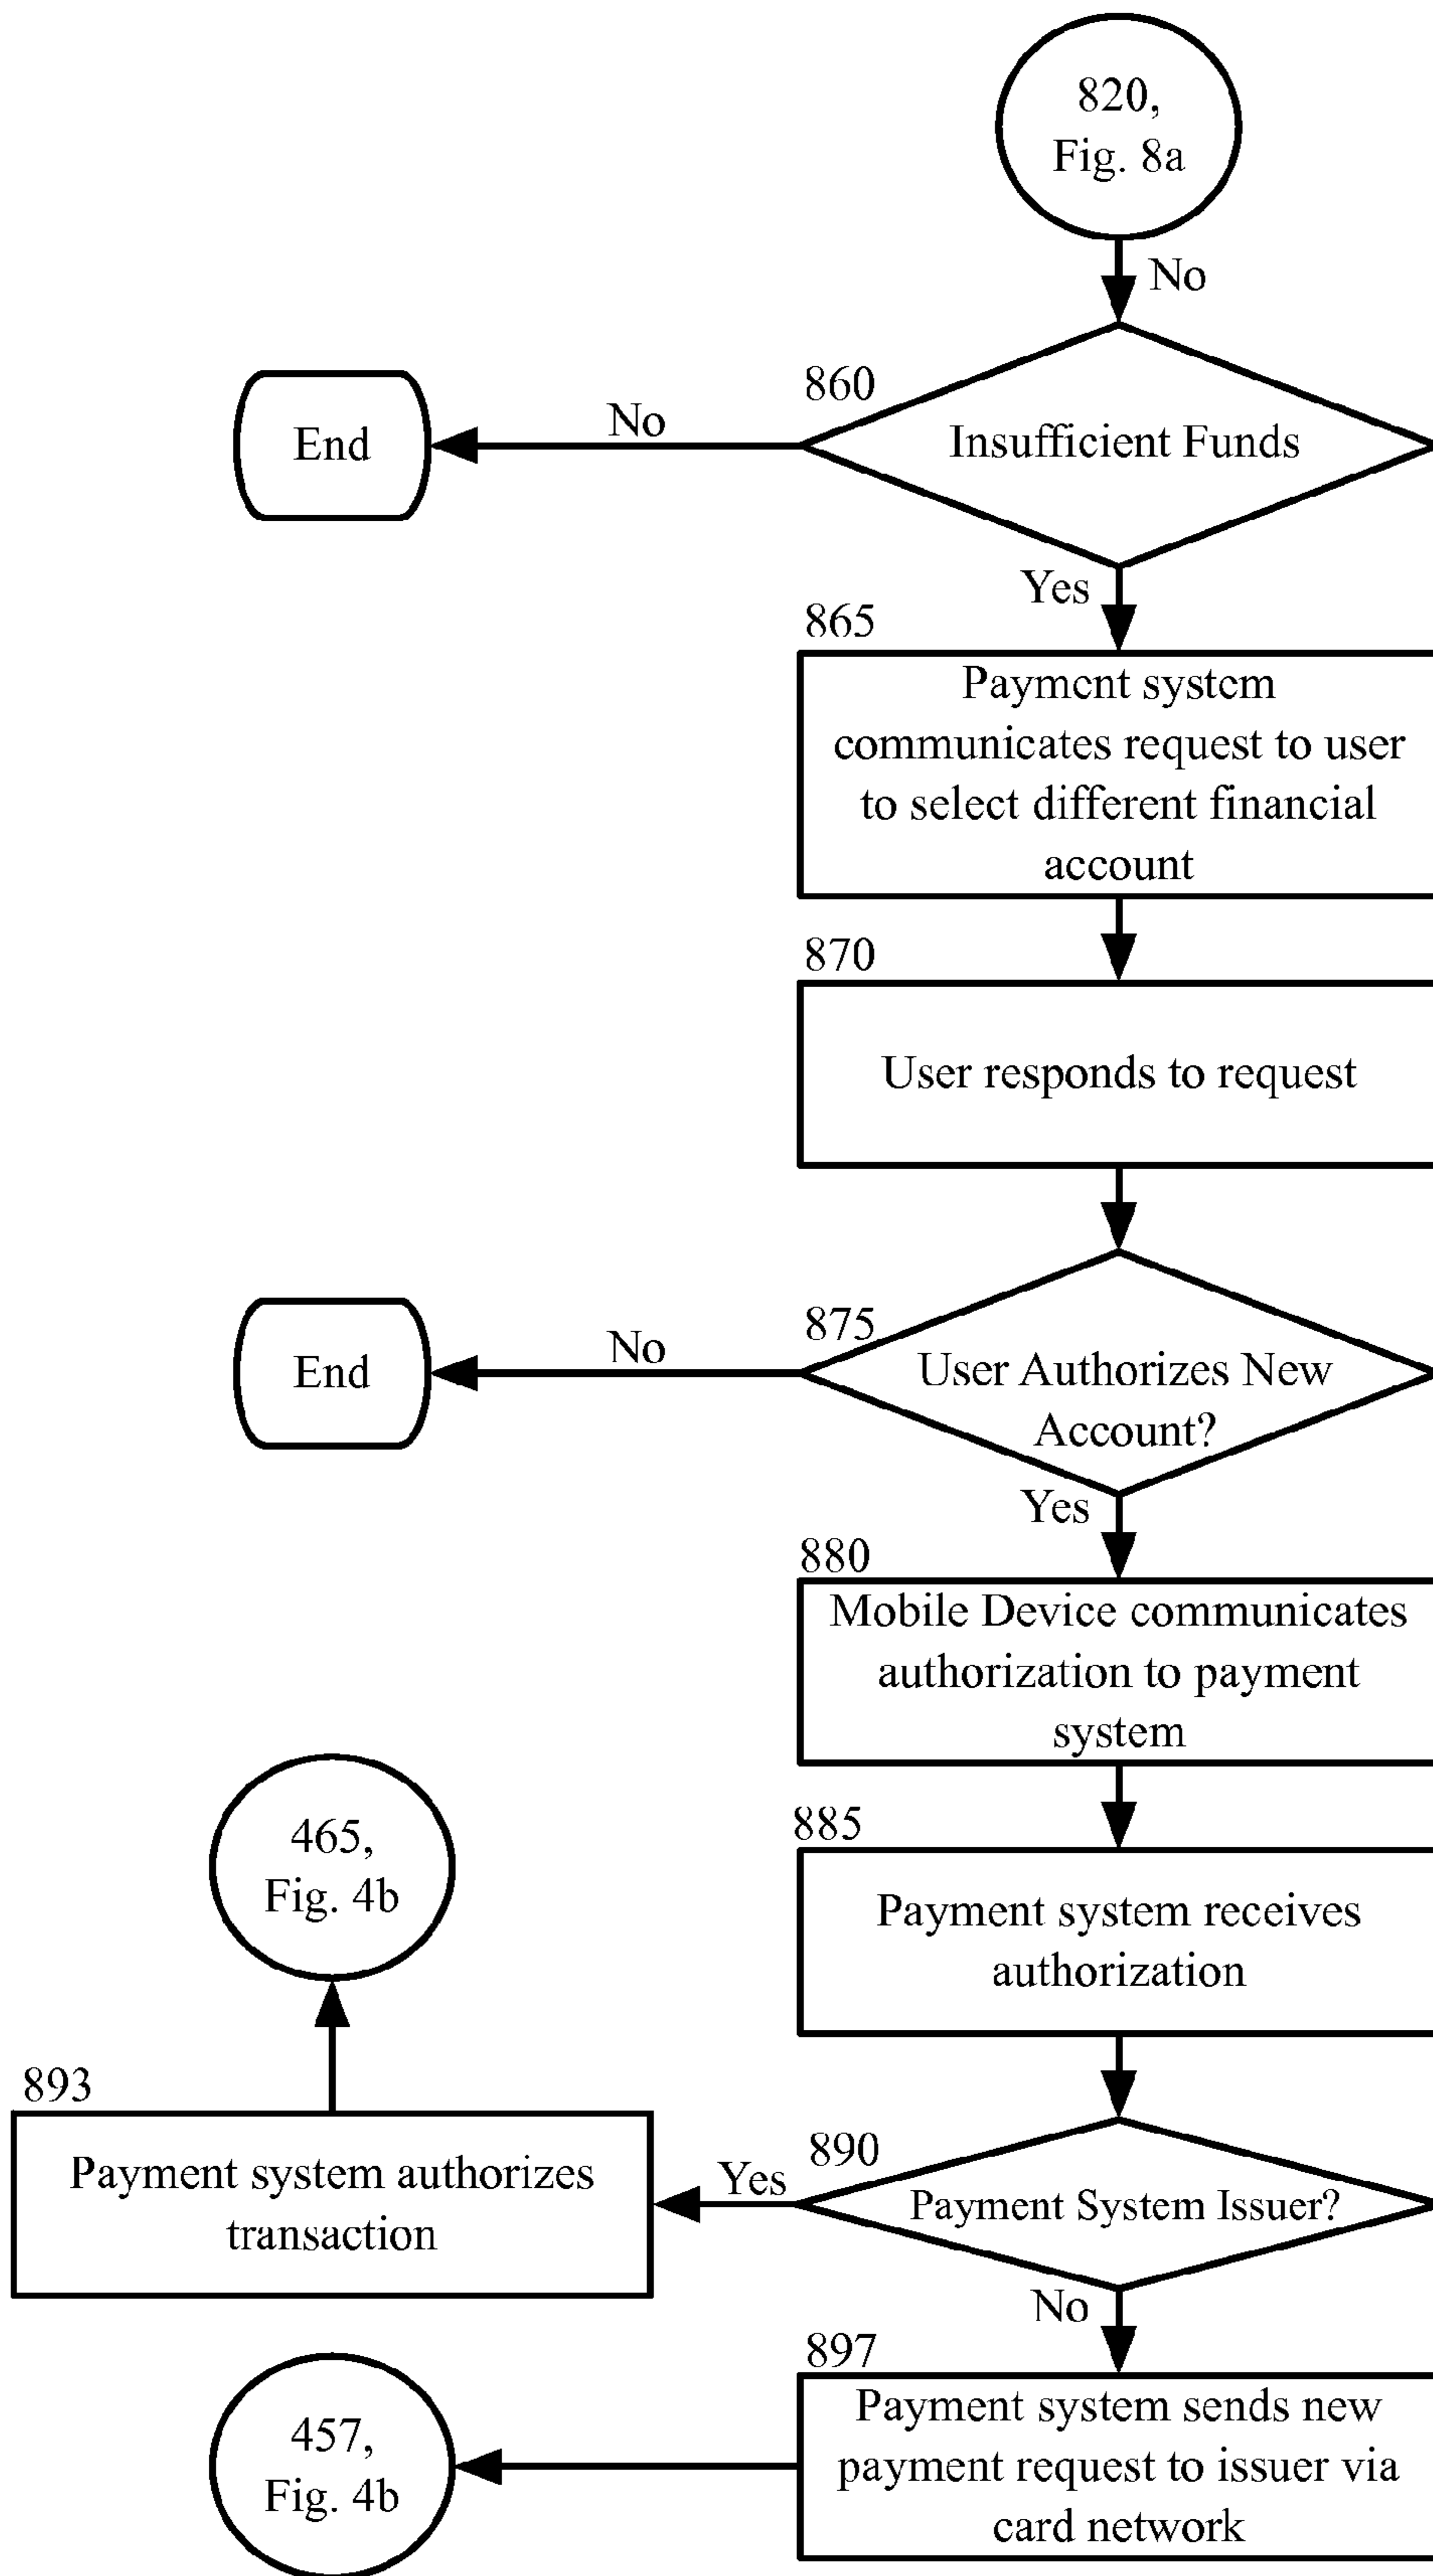 820,
Fig. 8a
No
860
Insufficient Funds
No
End
Yes
865
Payment system
communicates request to user
to select different financial
account
870
User responds to request
875
User Authorizes New
Account?
No
End
Yes
880
Mobile Device communicates
authorization to payment
system
885
Payment system receives
authorization
890
Payment System Issuer?
Yes
893
Payment system authorizes
transaction
465,
Fig. 4b
No
897
Payment system sends new
payment request to issuer via
card network
457,
Fig. 4b